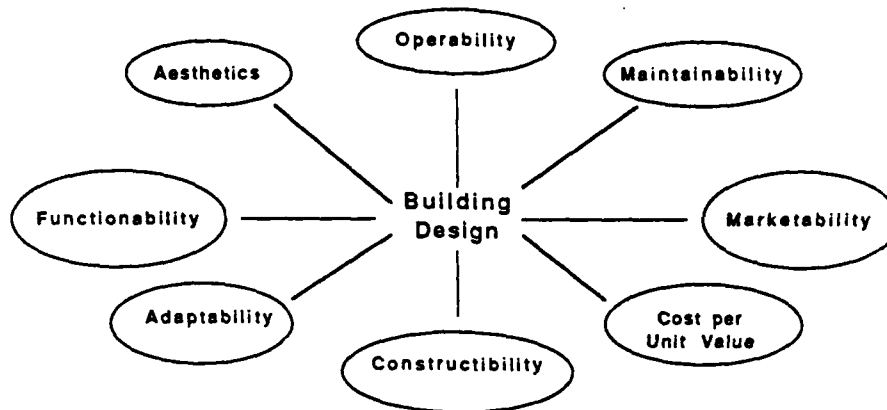 Operability
Aesthetics
Maintainability
Functionability
Building
Design
Marketability
Adaptability
Cost per
Unit Value
Constructibility